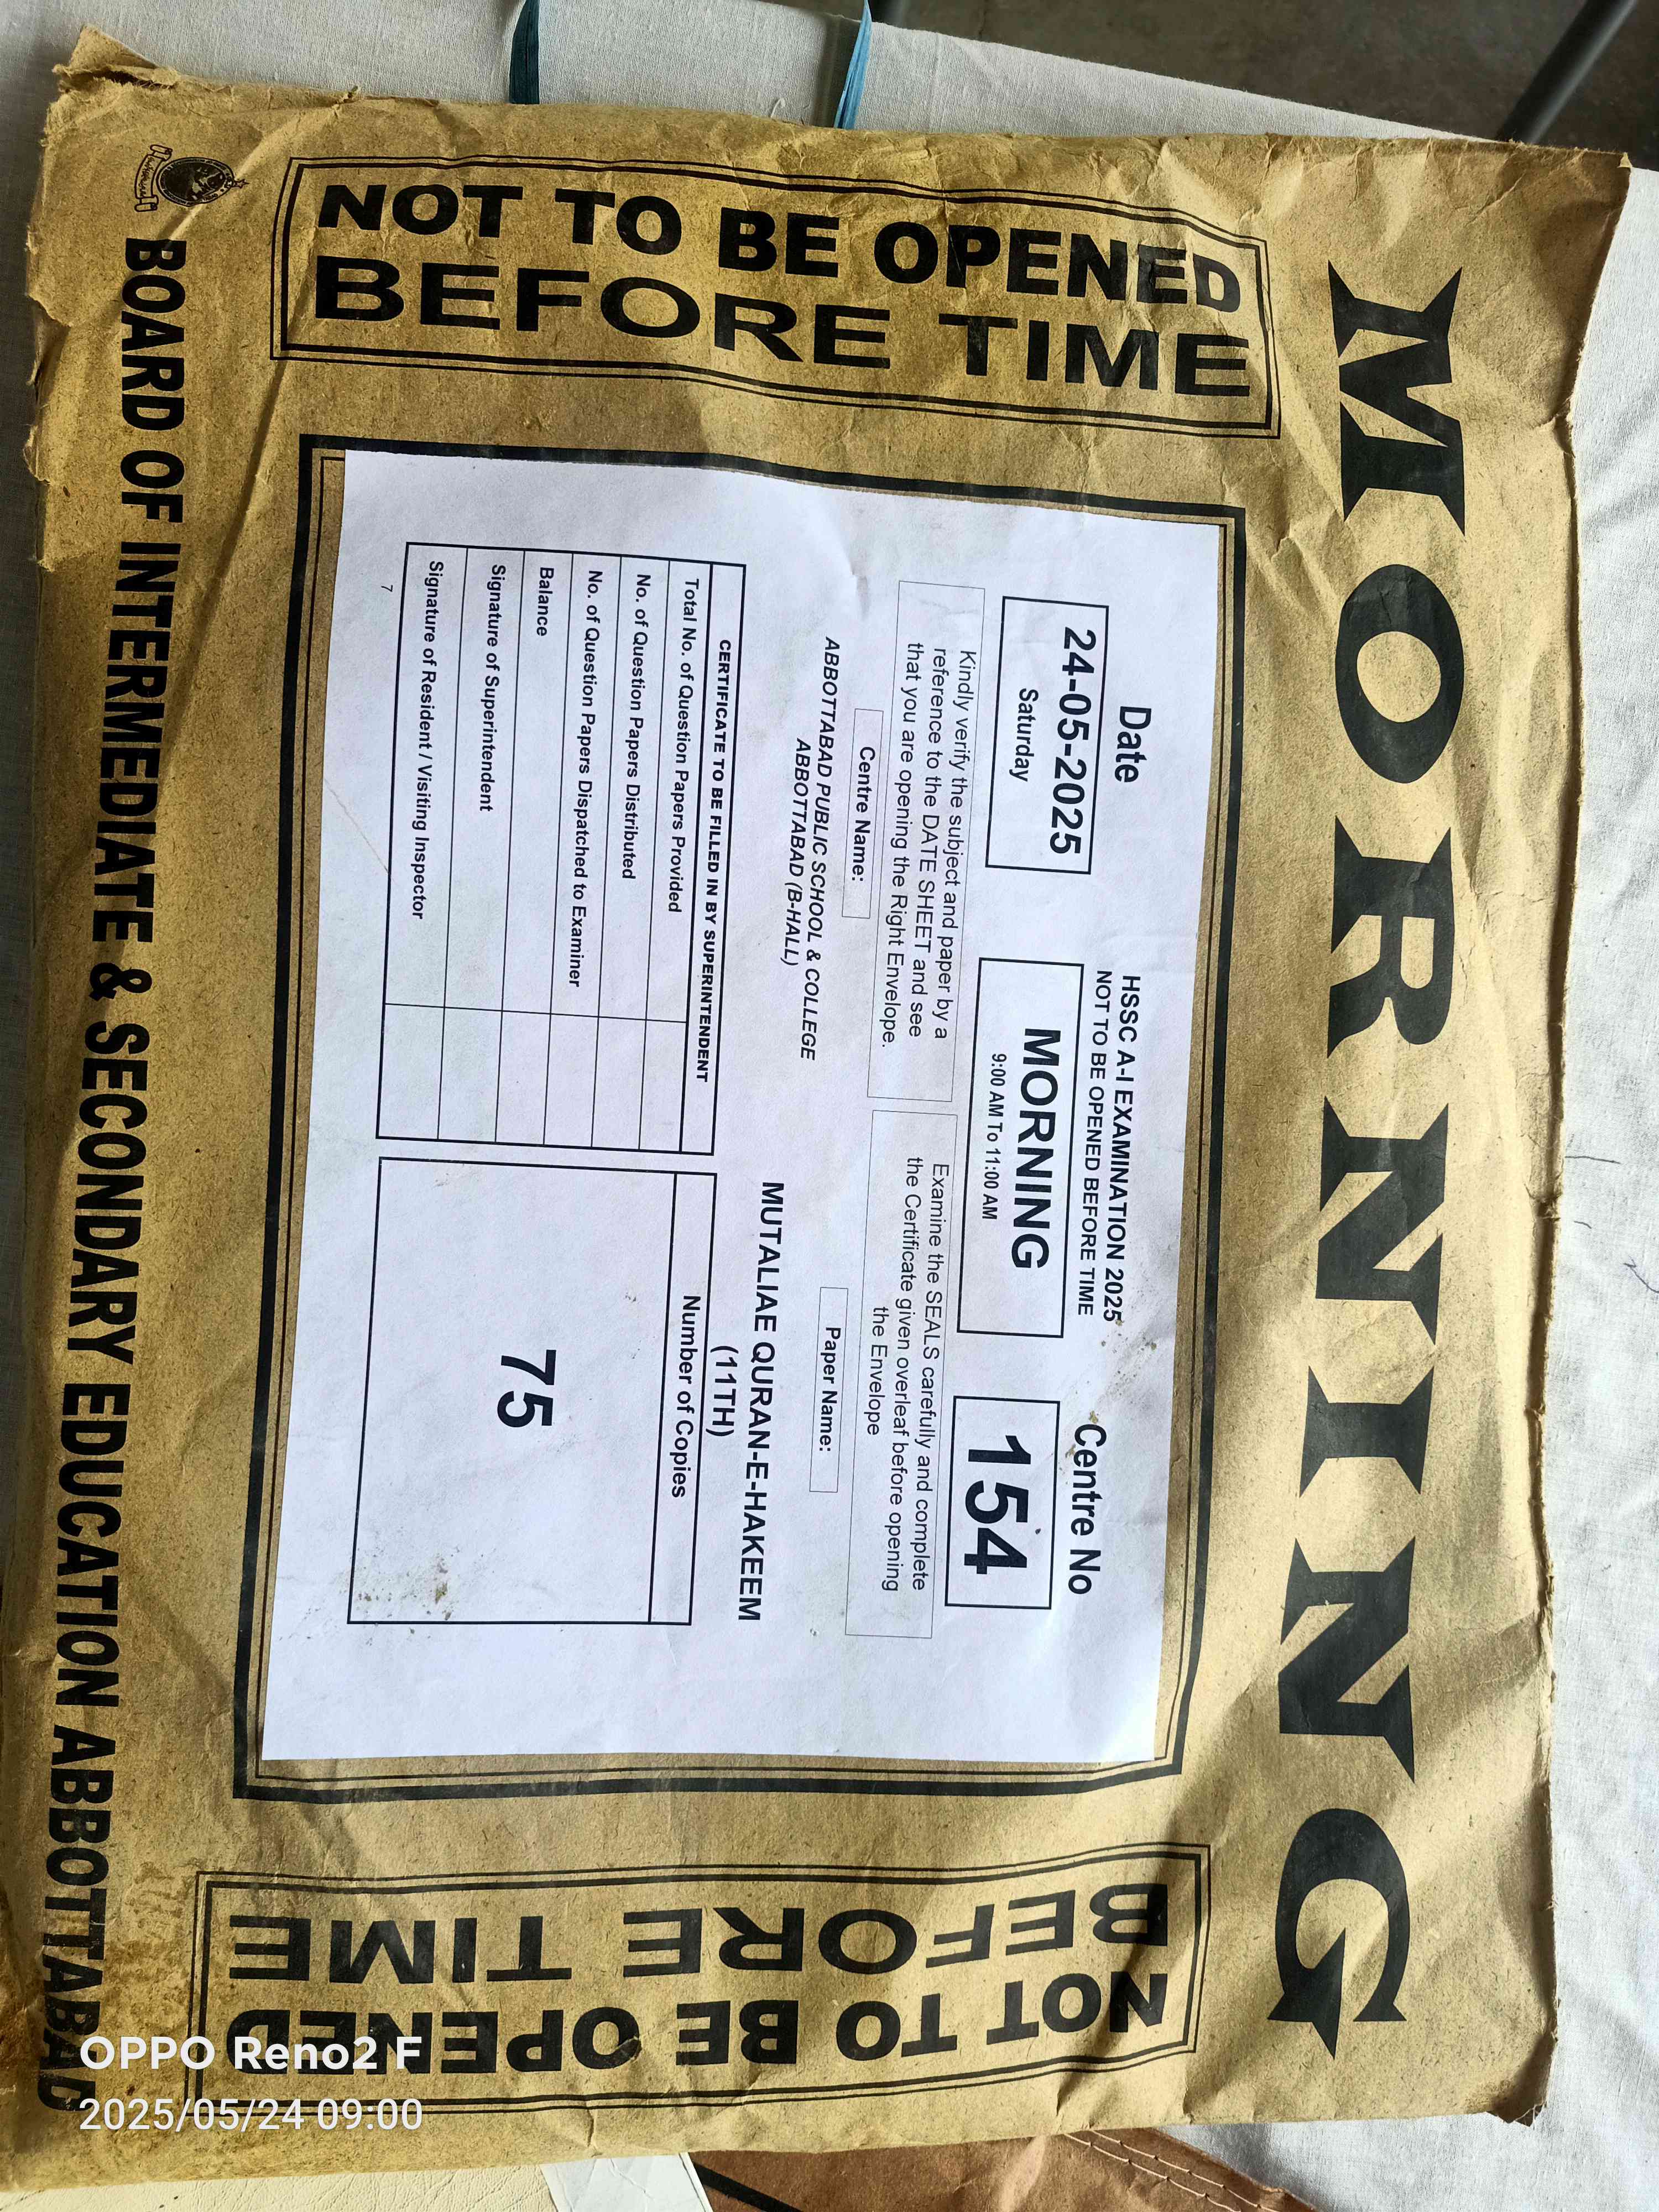 MORNING
NOT TO BE OPENED
BEFORE TIME
Date
24-05-2025
Saturday
HSSC A-I EXAMINATION 2025
NOT TO BE OPENED BEFORE TIME
MORNING
9:00 AM To 11:00 AM
Centre No
154
Kindly verify the subject and paper by a
reference to the DATE SHEET and see
that you are opening the Right Envelope.
Examine the SEALS carefully and complete
the Certificate given overleaf before opening
the Envelope
Centre Name:
ABBOTTABAD PUBLIC SCHOOL & COLLEGE
ABBOTTABAD (B-HALL)
Paper Name:
MUTALIAE QURAN-E-HAKEEM
(11TH)
CERTIFICATE TO BE FILLED IN BY SUPERINTENDENT
Total No. of Question Papers Provided
No. of Question Papers Distributed
No. of Question Papers Dispatched to Examiner
Balance
Signature of Superintendent
Signature of Resident / Visiting Inspector
Number of Copies
75
7
NOT TO BE OPENED
BEFORE TIME
BOARD OF INTERMEDIATE & SECONDARY EDUCATION ABBOTTABAD
OPPO Reno2 F
2025/05/24 09:00